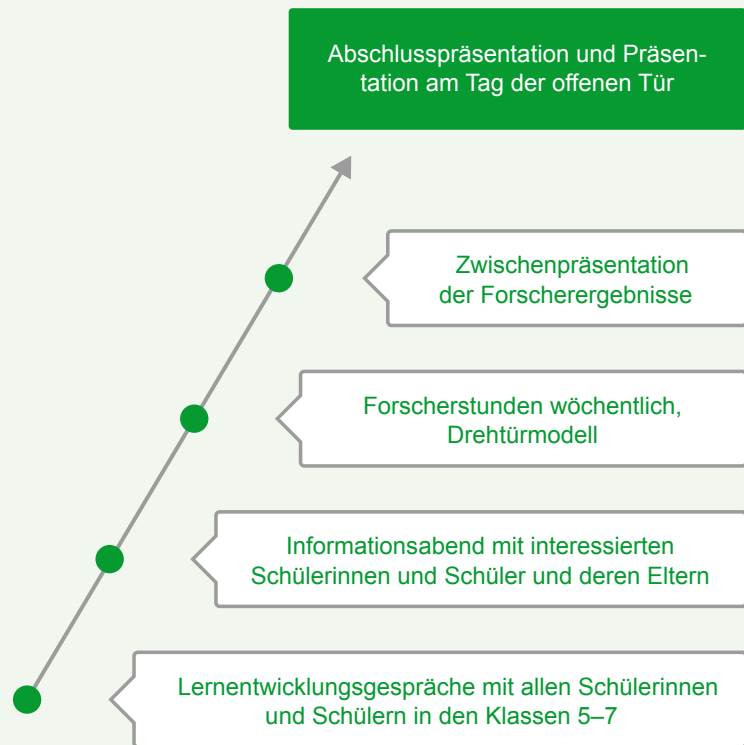 Abschlusspräsentation und Präsen-
tation am Tag der offenen Tür
Zwischenpräsentation
der Forscherergebnisse
Forscherstunden wöchentlich,
Drehtürmodell
Informationsabend mit interessierten
Schülerinnen und Schüler und deren Eltern
Lernentwicklungsgespräche mit allen Schülerinnen
und Schülern in den Klassen 5–7